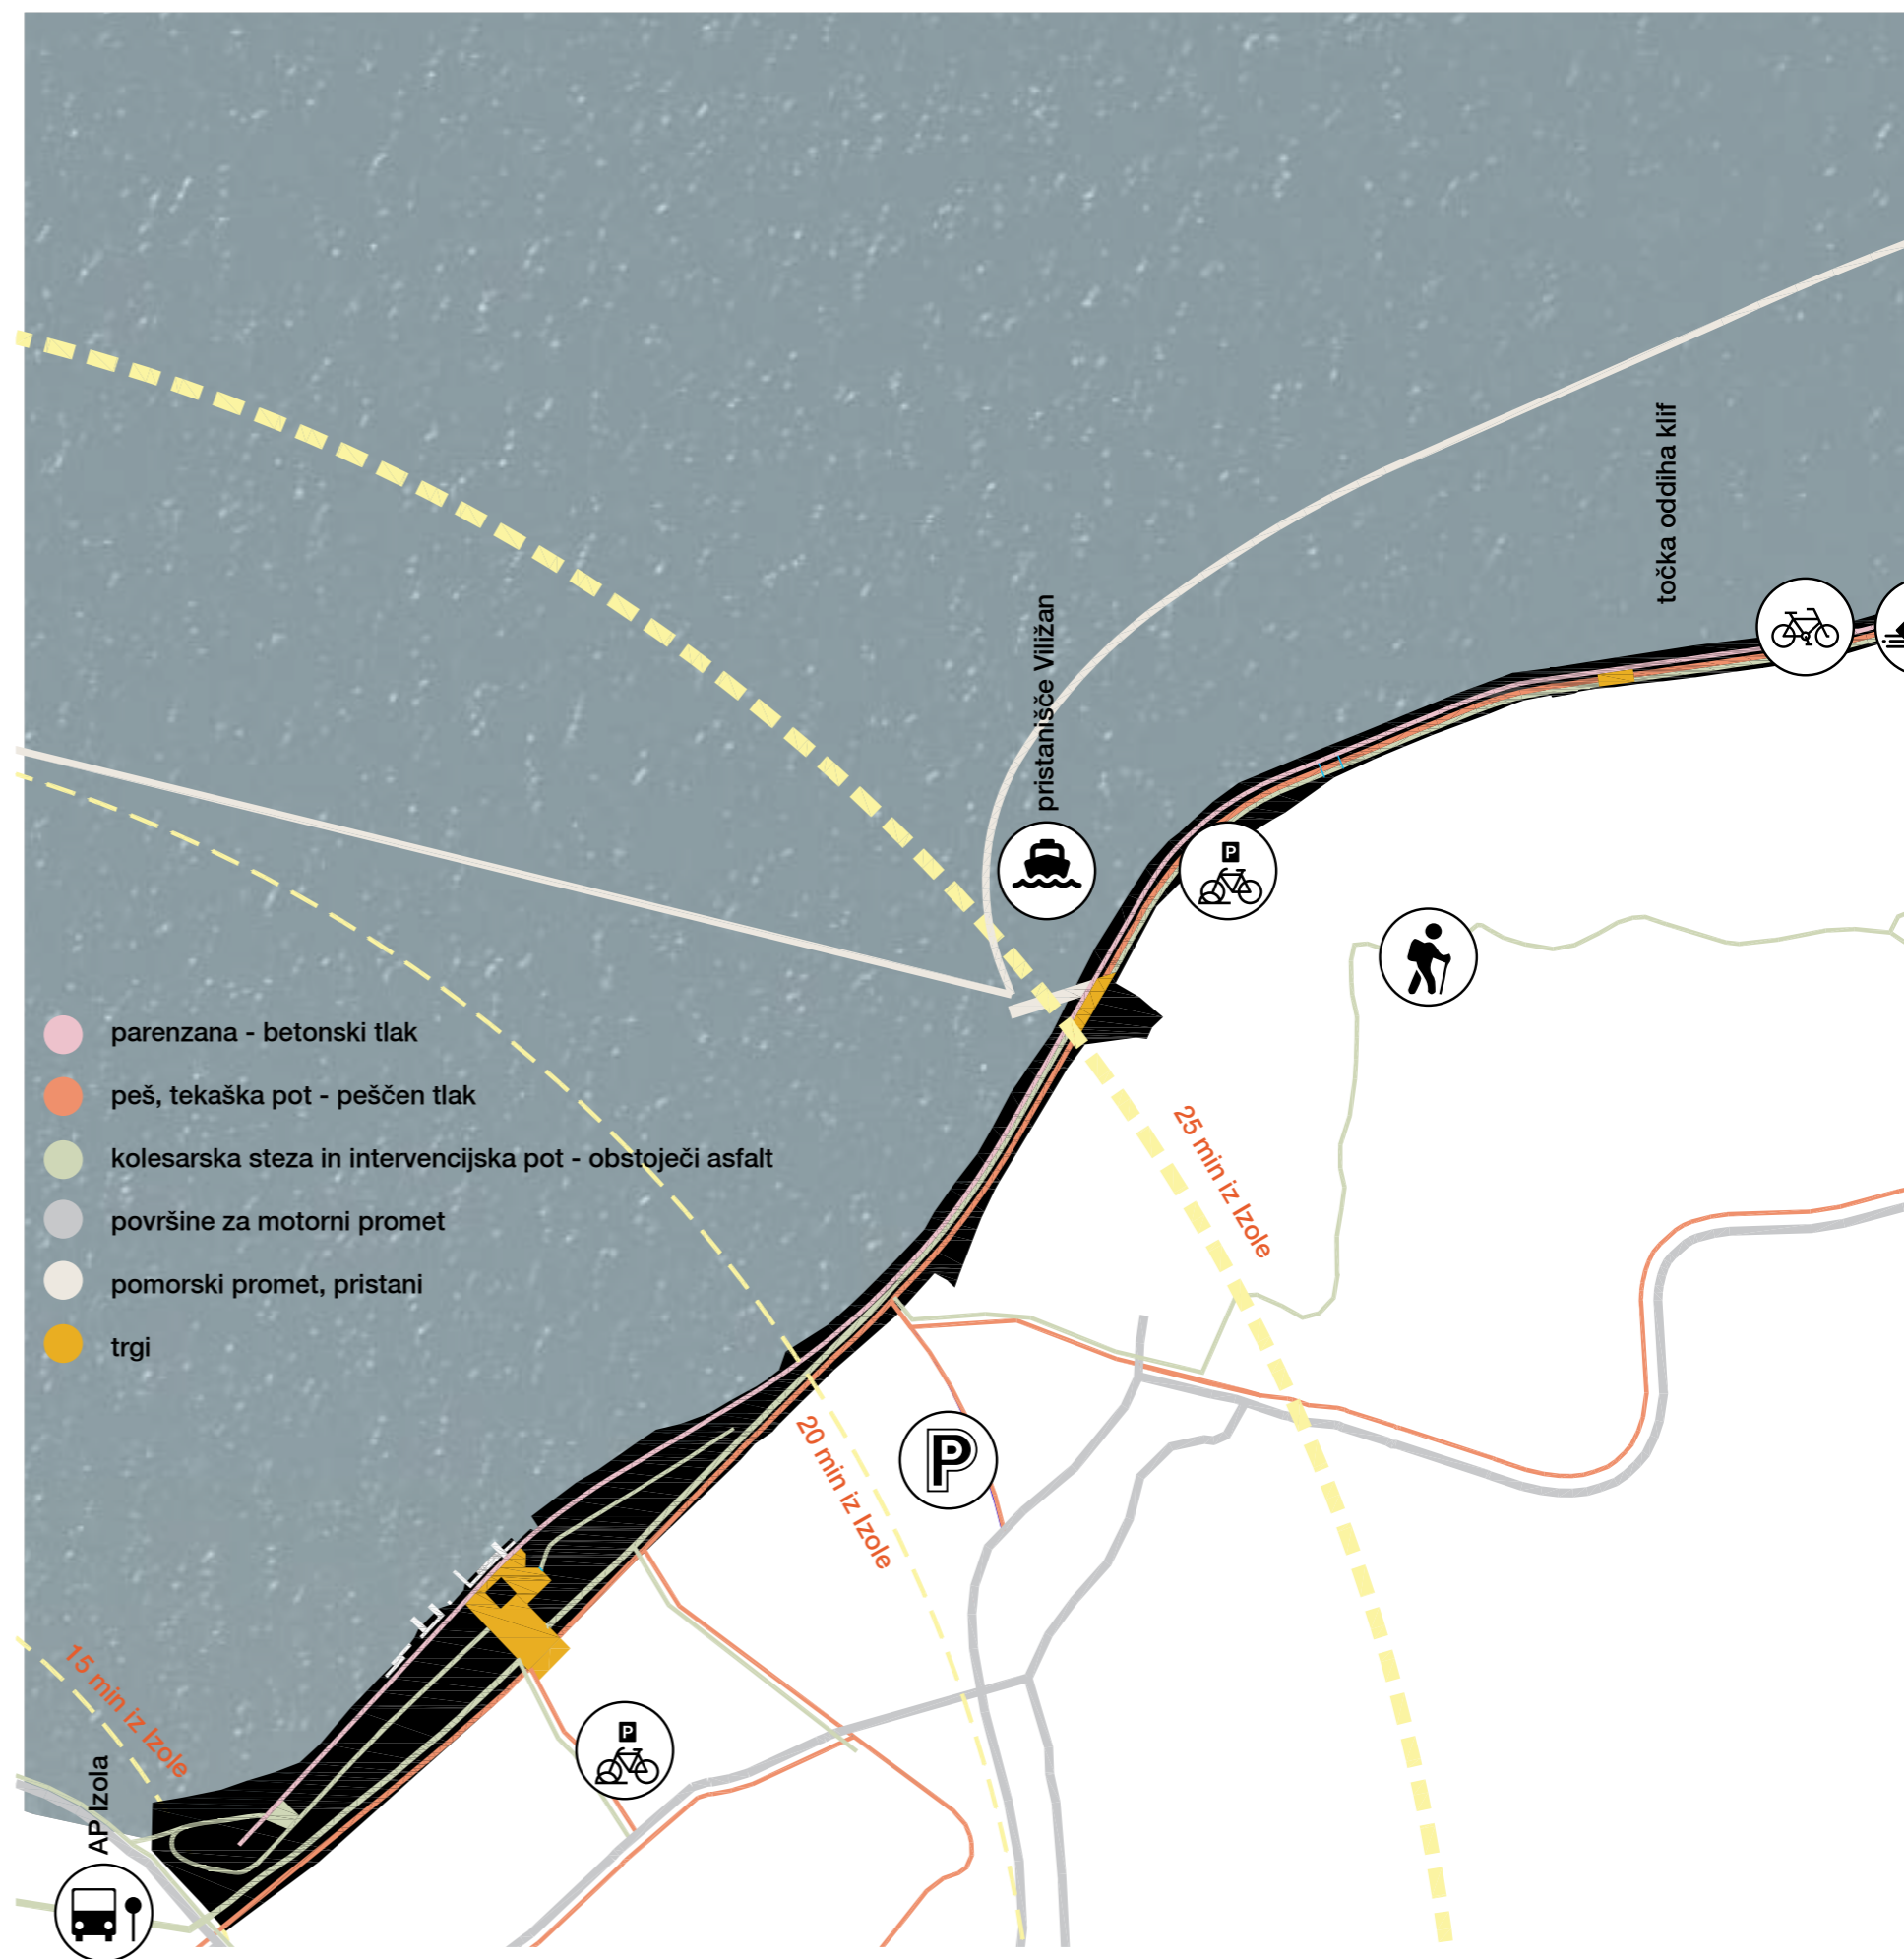 točka oddiha klif
pristanišče Viližan
P
parenzana - betonski tlak
peš, tekaška pot - peščen tlak
kolesarska steza in intervencijska pot - obstoječi asfalt
površine za motorni promet
pomorski promet, pristani
trgi
25 min iz Izole
20 min iz Izole
P
15 min iz Izole
P
AP Izola